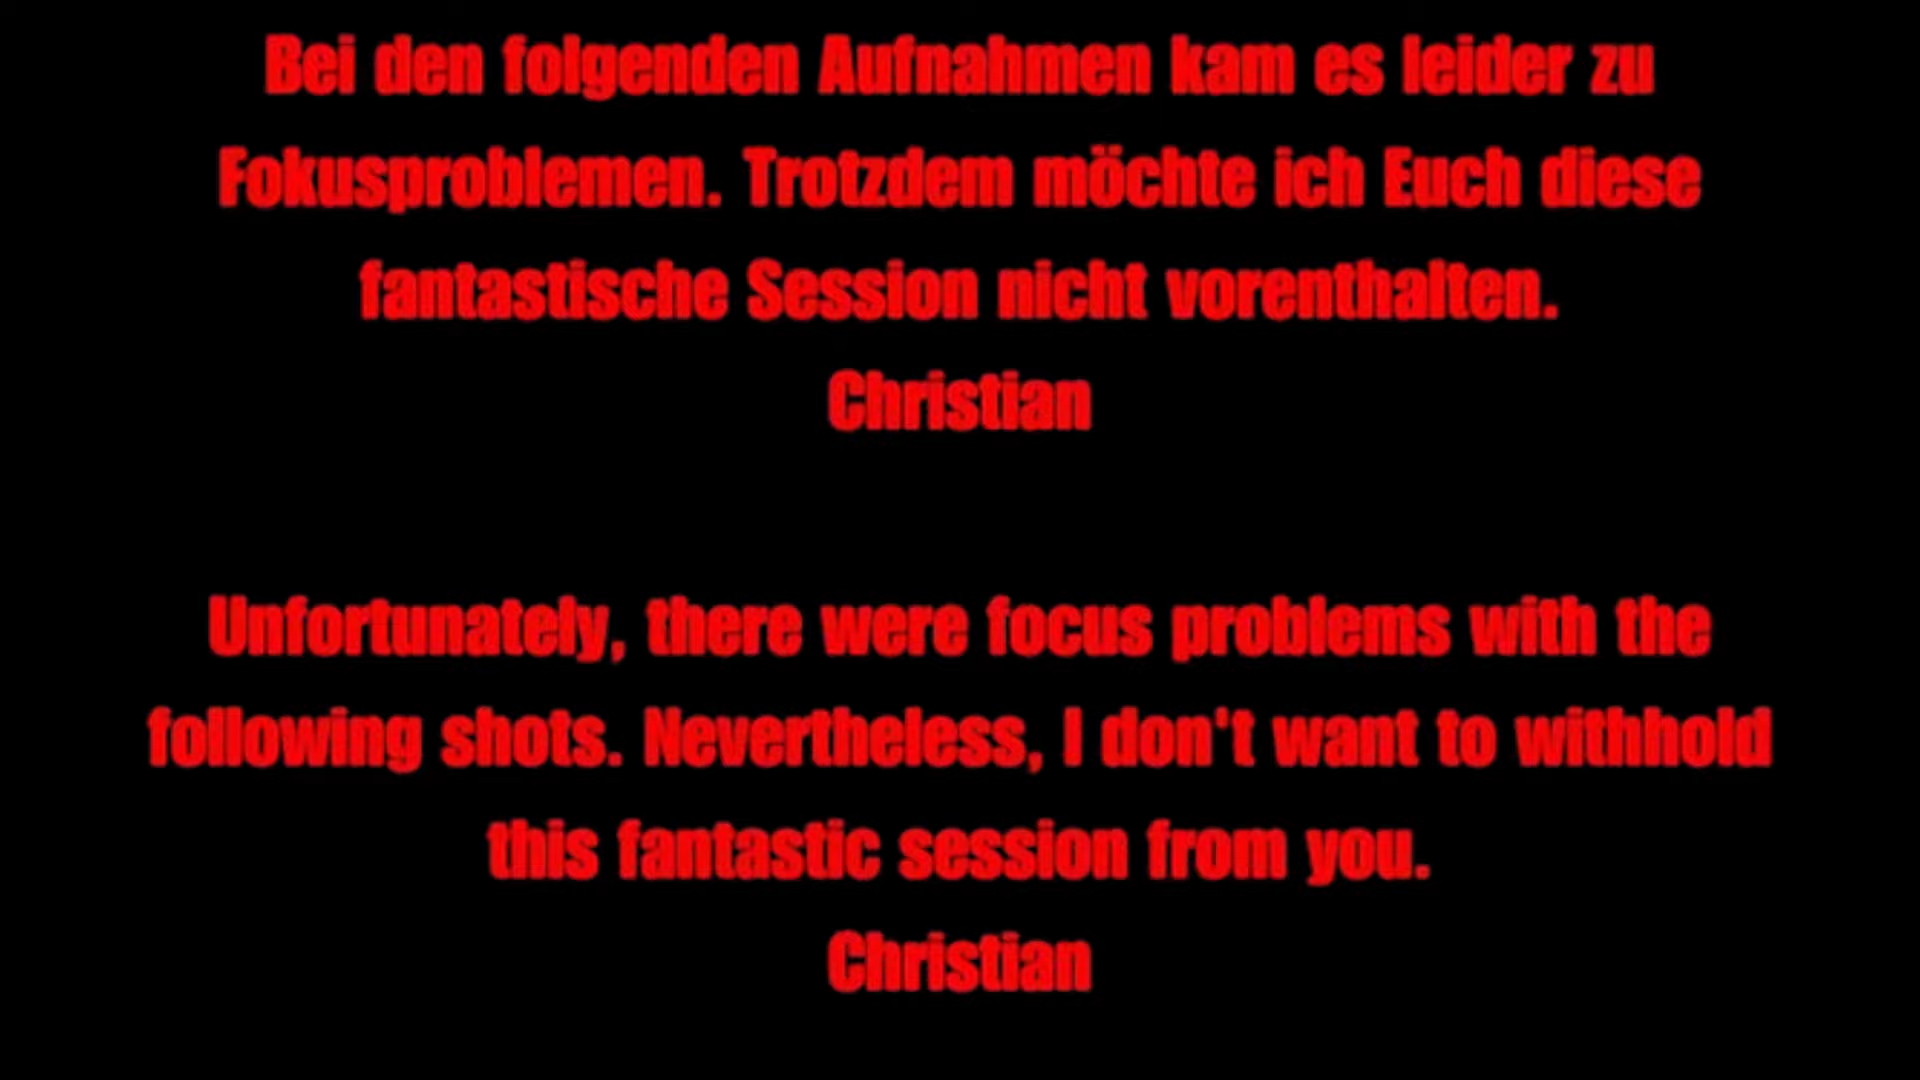 Bei den folgenden Aufnahmen kam es leider zu
Fokusproblemen. Trotzdem möchte ich Euch diese
fantastische Session nicht vorenthalten.
Christian
Unfortunately, there were focus problems with the
following shots. Nevertheless, I don't want to withhold
this fantastic session from you.
Christian